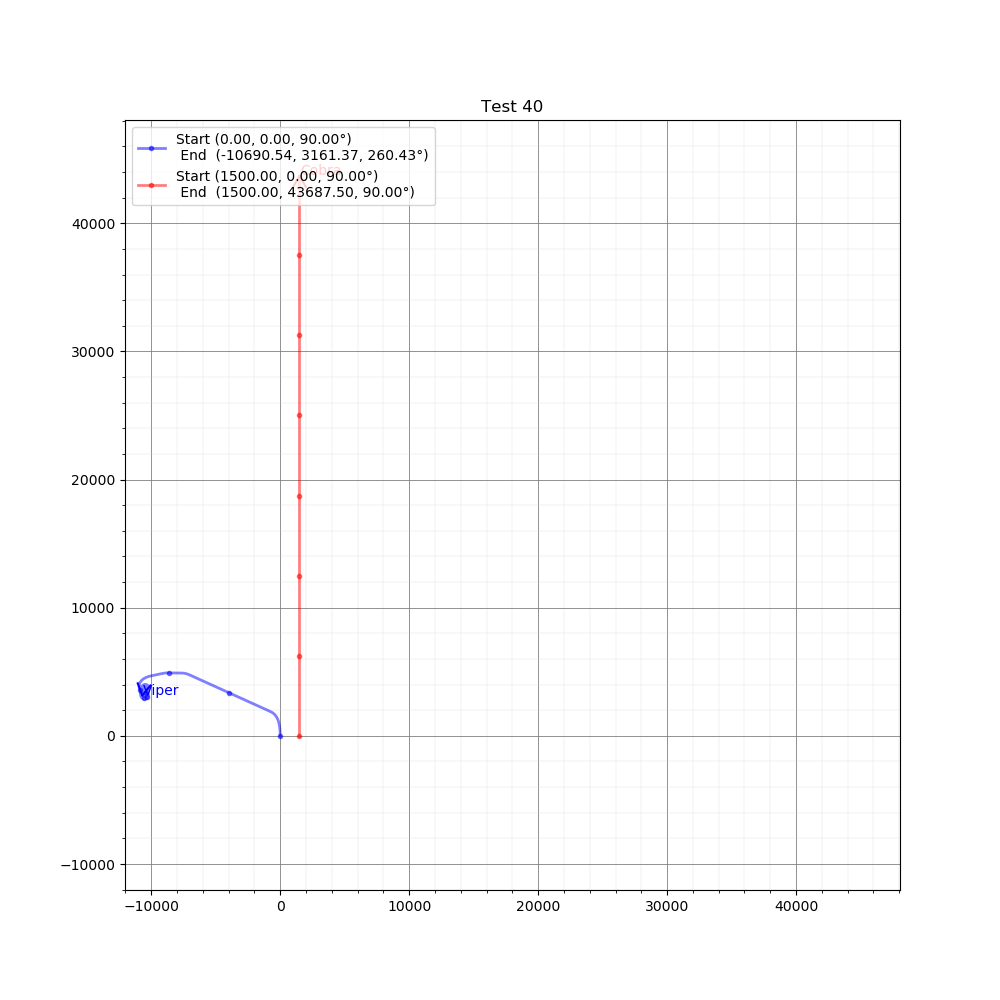 Test 40
Start (0.00, 0.00, 90.00°)
End (-10690.54, 3161.37, 260.43°)
Start (1500.00, 0.00, 90.00°)
End (1500.00, 43687.50, 90.00°)
Cobra
40000
30000
20000
10000
Viper
0
−10000
−10000 0 10000 20000 30000 40000